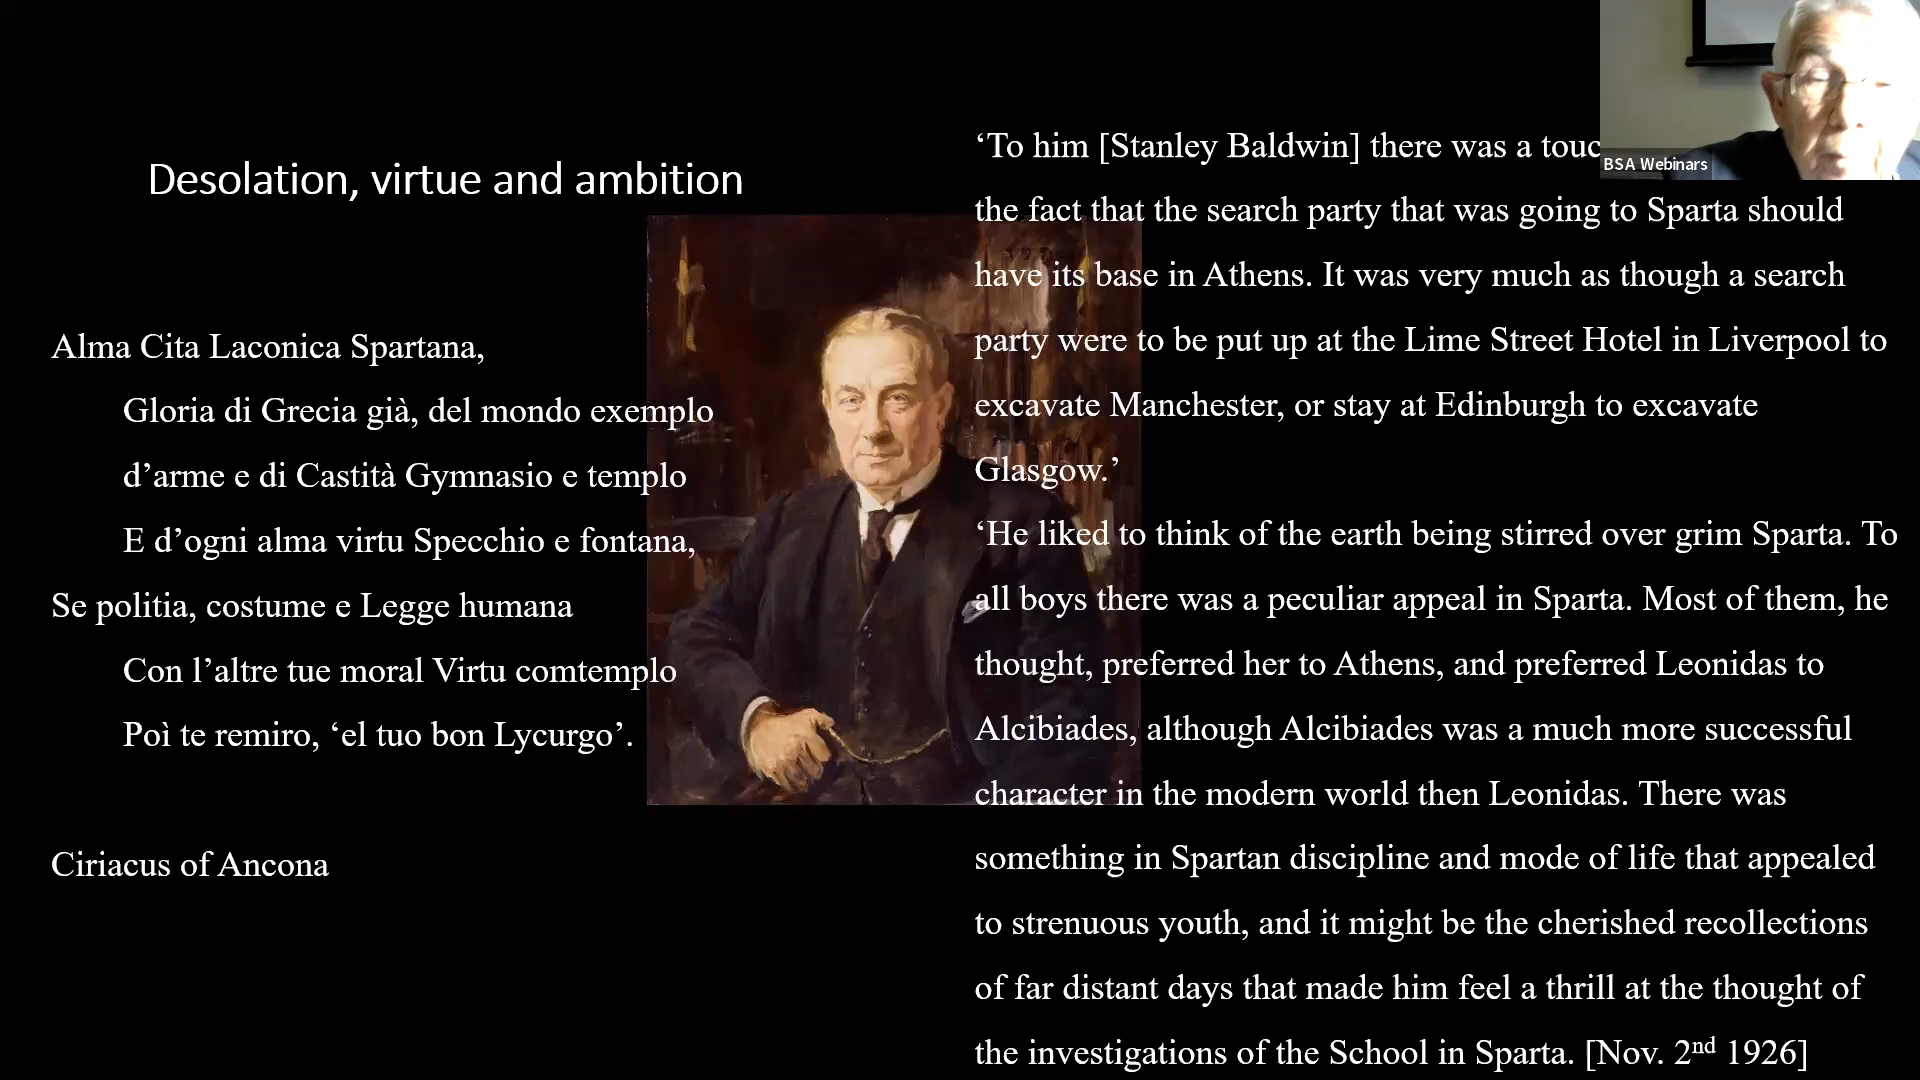 Desolation, virtue and ambition
Alma Cita Laconica Spartana,
Gloria di Grecia già, del mondo exemplo
d’arme e di Castità Gymnasio e templo
E d’ogni alma virtu Specchio e fontana,
Se politia, costume e Legge humana
Con l’altre tue moral Virtu comtemplo
Poì te remiro, ‘el tuo bon Lycurgo’.
Ciriacus of Ancona
‘To him [Stanley Baldwin] there was a
the fact that the search party that was going to Sparta should
have its base in Athens. It was very much as though a search
party were to be put up at the Lime Street Hotel in Liverpool to
excavate Manchester, or stay at Edinburgh to excavate
Glasgow.’
‘He liked to think of the earth being stirred over grim Sparta. To
all boys there was a peculiar appeal in Sparta. Most of them, he
thought, preferred her to Athens, and preferred Leonidas to
Alcibiades, although Alcibiades was a much more successful
character in the modern world then Leonidas. There was
something in Spartan discipline and mode of life that appealed
to strenuous youth, and it might be the cherished recollections
of far distant days that made him feel a thrill at the thought of
the investigations of the School in Sparta. [Nov. 2nd 1926]
BSA Webinars